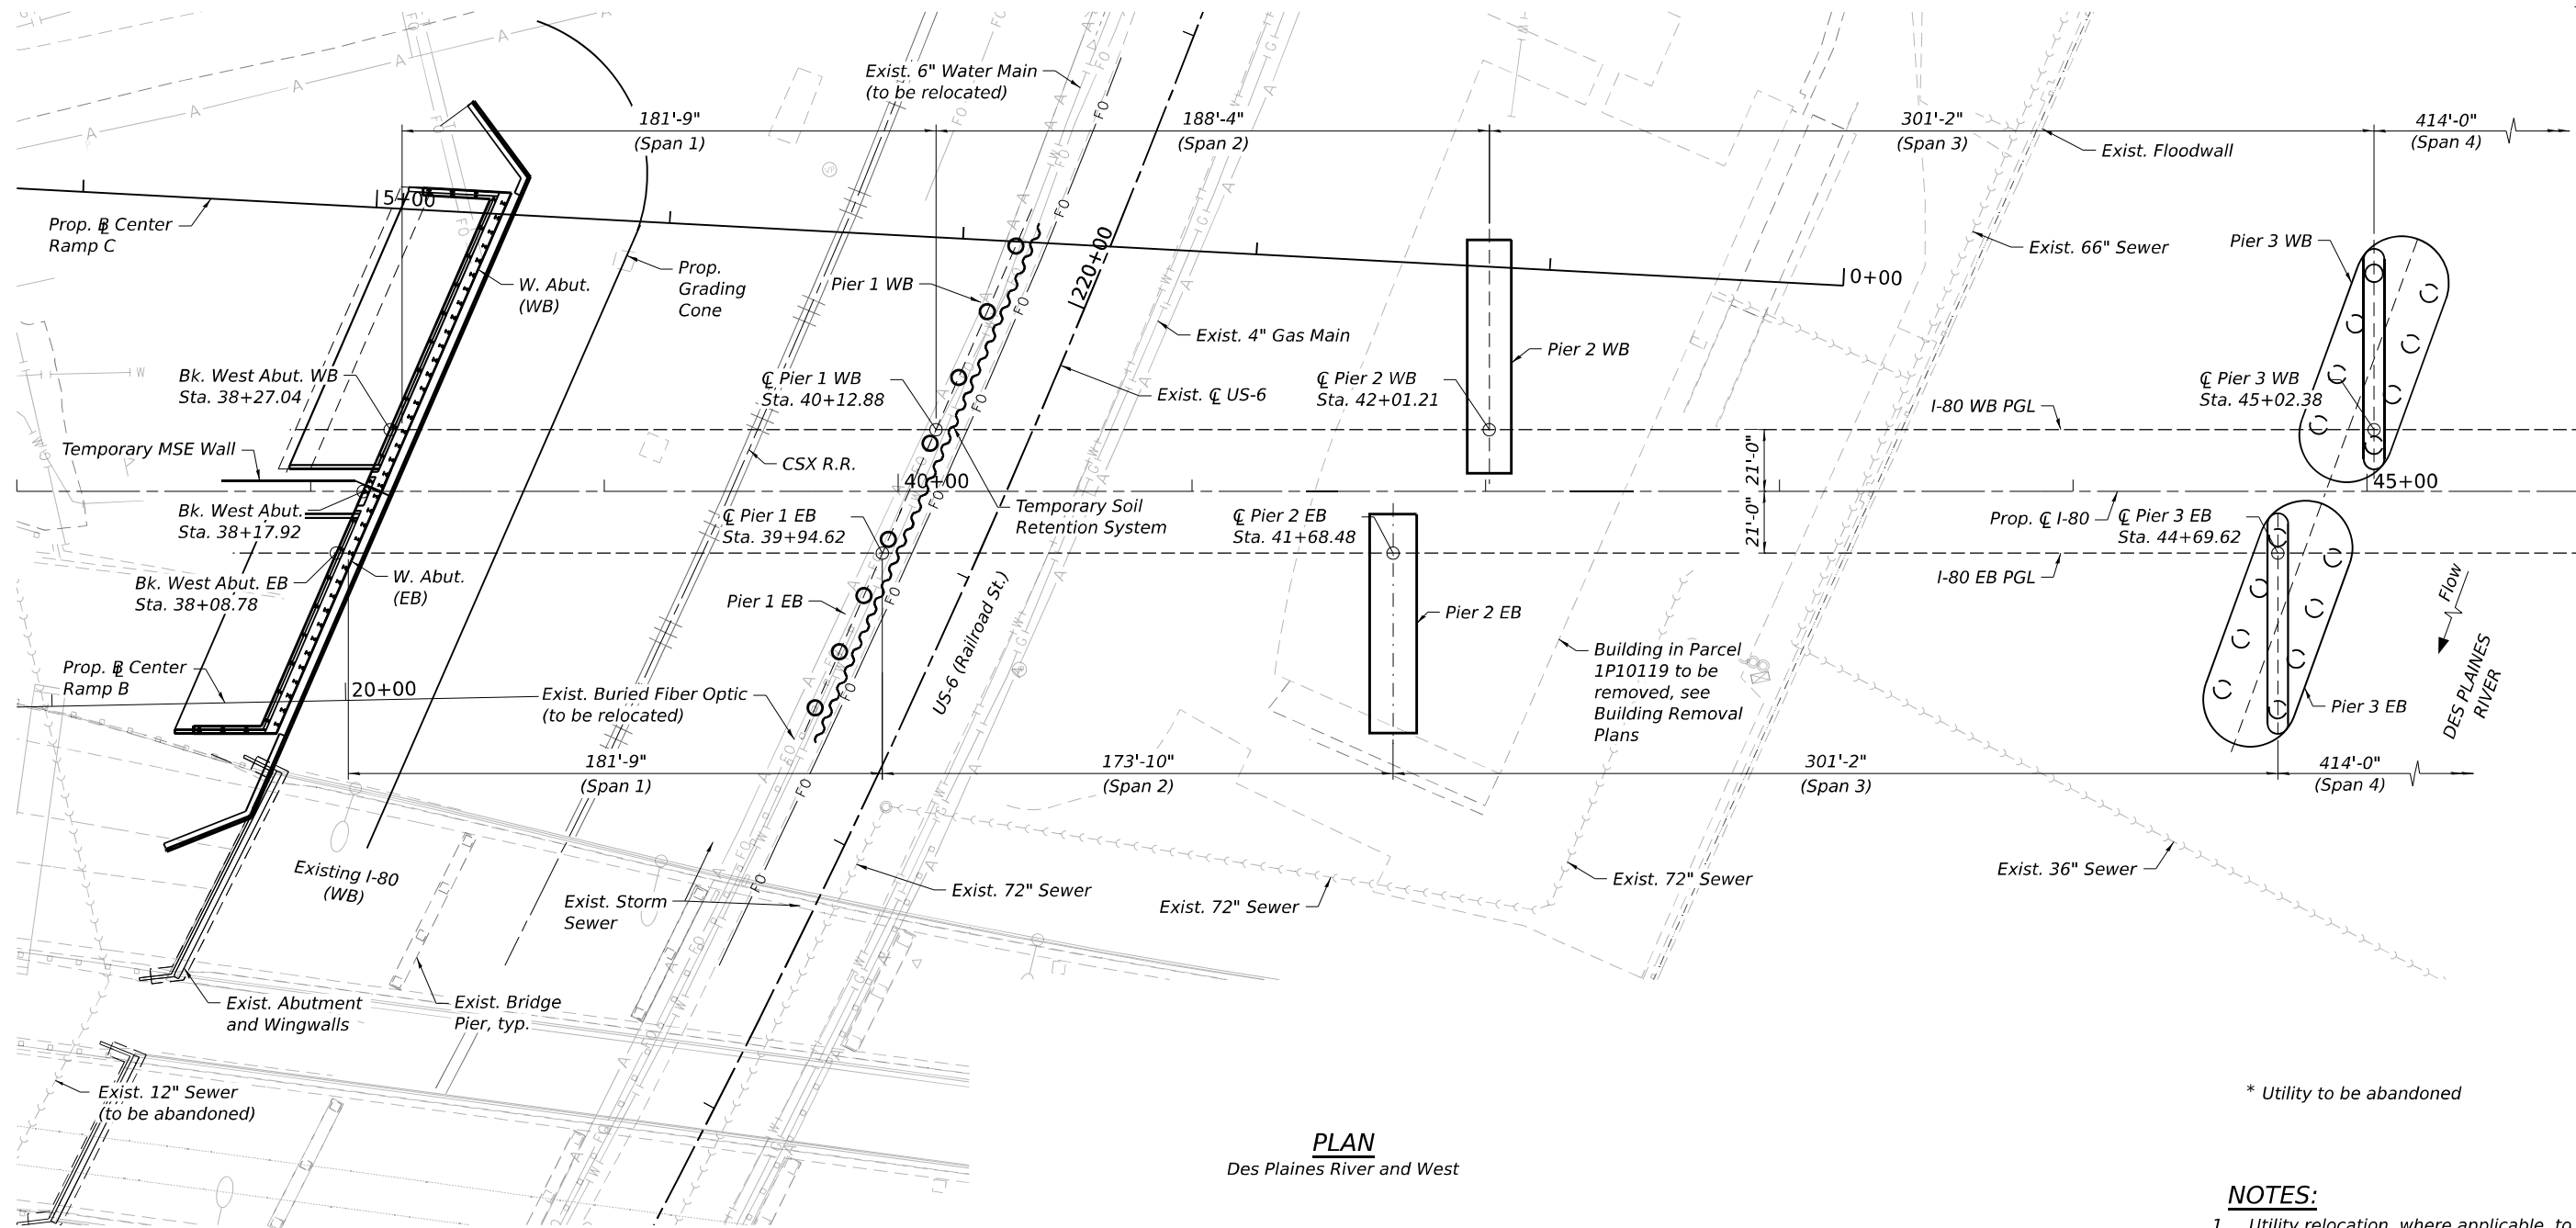 Exist. 6" Water Main
(to be relocated)
181'-9"
(Span 1)
188'-4"
(Span 2)
301'-2"
(Span 3)
414'-0"
(Span 4)
Exist. Floodwall
5+00
Prop. ⅊ Center
Ramp C
W. Abut.
(WB)
Prop.
Grading
Cone
Pier 1 WB
220+00
Exist. 4" Gas Main
Pier 2 WB
0+00
Exist. 66" Sewer
Pier 3 WB
Bk. West Abut. WB
Sta. 38+27.04
℄ Pier 1 WB
Sta. 40+12.88
Exist. ℄ US-6
℄ Pier 2 WB
Sta. 42+01.21
I-80 WB PGL
℄ Pier 3 WB
Sta. 45+02.38
Temporary MSE Wall
CSX R.R.
21'-0"
40+00
45+00
Bk. West Abut.
Sta. 38+17.92
℄ Pier 1 EB
Sta. 39+94.62
Temporary Soil
Retention System
℄ Pier 2 EB
Sta. 41+68.48
21'-0"
Prop. ℄ I-80
℄ Pier 3 EB
Sta. 44+69.62
Bk. West Abut. EB
Sta. 38+08.78
W. Abut.
(EB)
Pier 1 EB
US-6 (Railroad St.)
Pier 2 EB
I-80 EB PGL
Flow
DES PLAINES
RIVER
Building in Parcel
1P10119 to be
removed, see
Building Removal
Plans
Prop. ⅊ Center
Ramp B
20+00
Exist. Buried Fiber Optic
(to be relocated)
Pier 3 EB
181'-9"
(Span 1)
173'-10"
(Span 2)
301'-2"
(Span 3)
414'-0"
(Span 4)
Existing I-80
(WB)
Exist. Storm
Sewer
Exist. 72" Sewer
Exist. 72" Sewer
Exist. 72" Sewer
Exist. 36" Sewer
Exist. Abutment
and Wingwalls
Exist. Bridge
Pier, typ.
Exist. 12" Sewer
(to be abandoned)
* Utility to be abandoned
PLAN
Des Plaines River and West
NOTES:
1. Utility relocation, where applicable, to